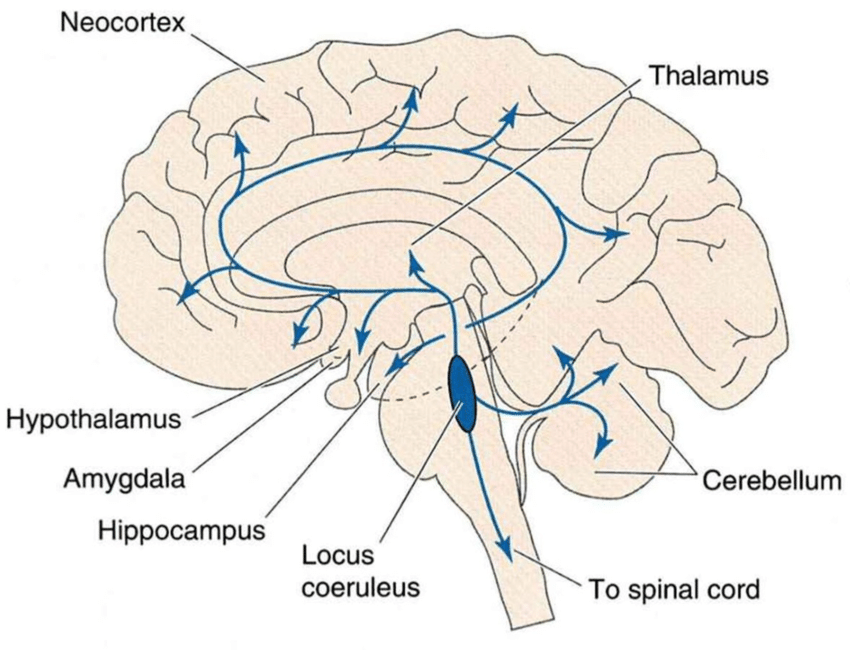 Neocortex
Thalamus
Hypothalamus
Amygdala
Hippocampus
Locus
coeruleus
Cerebellum
To spinal cord